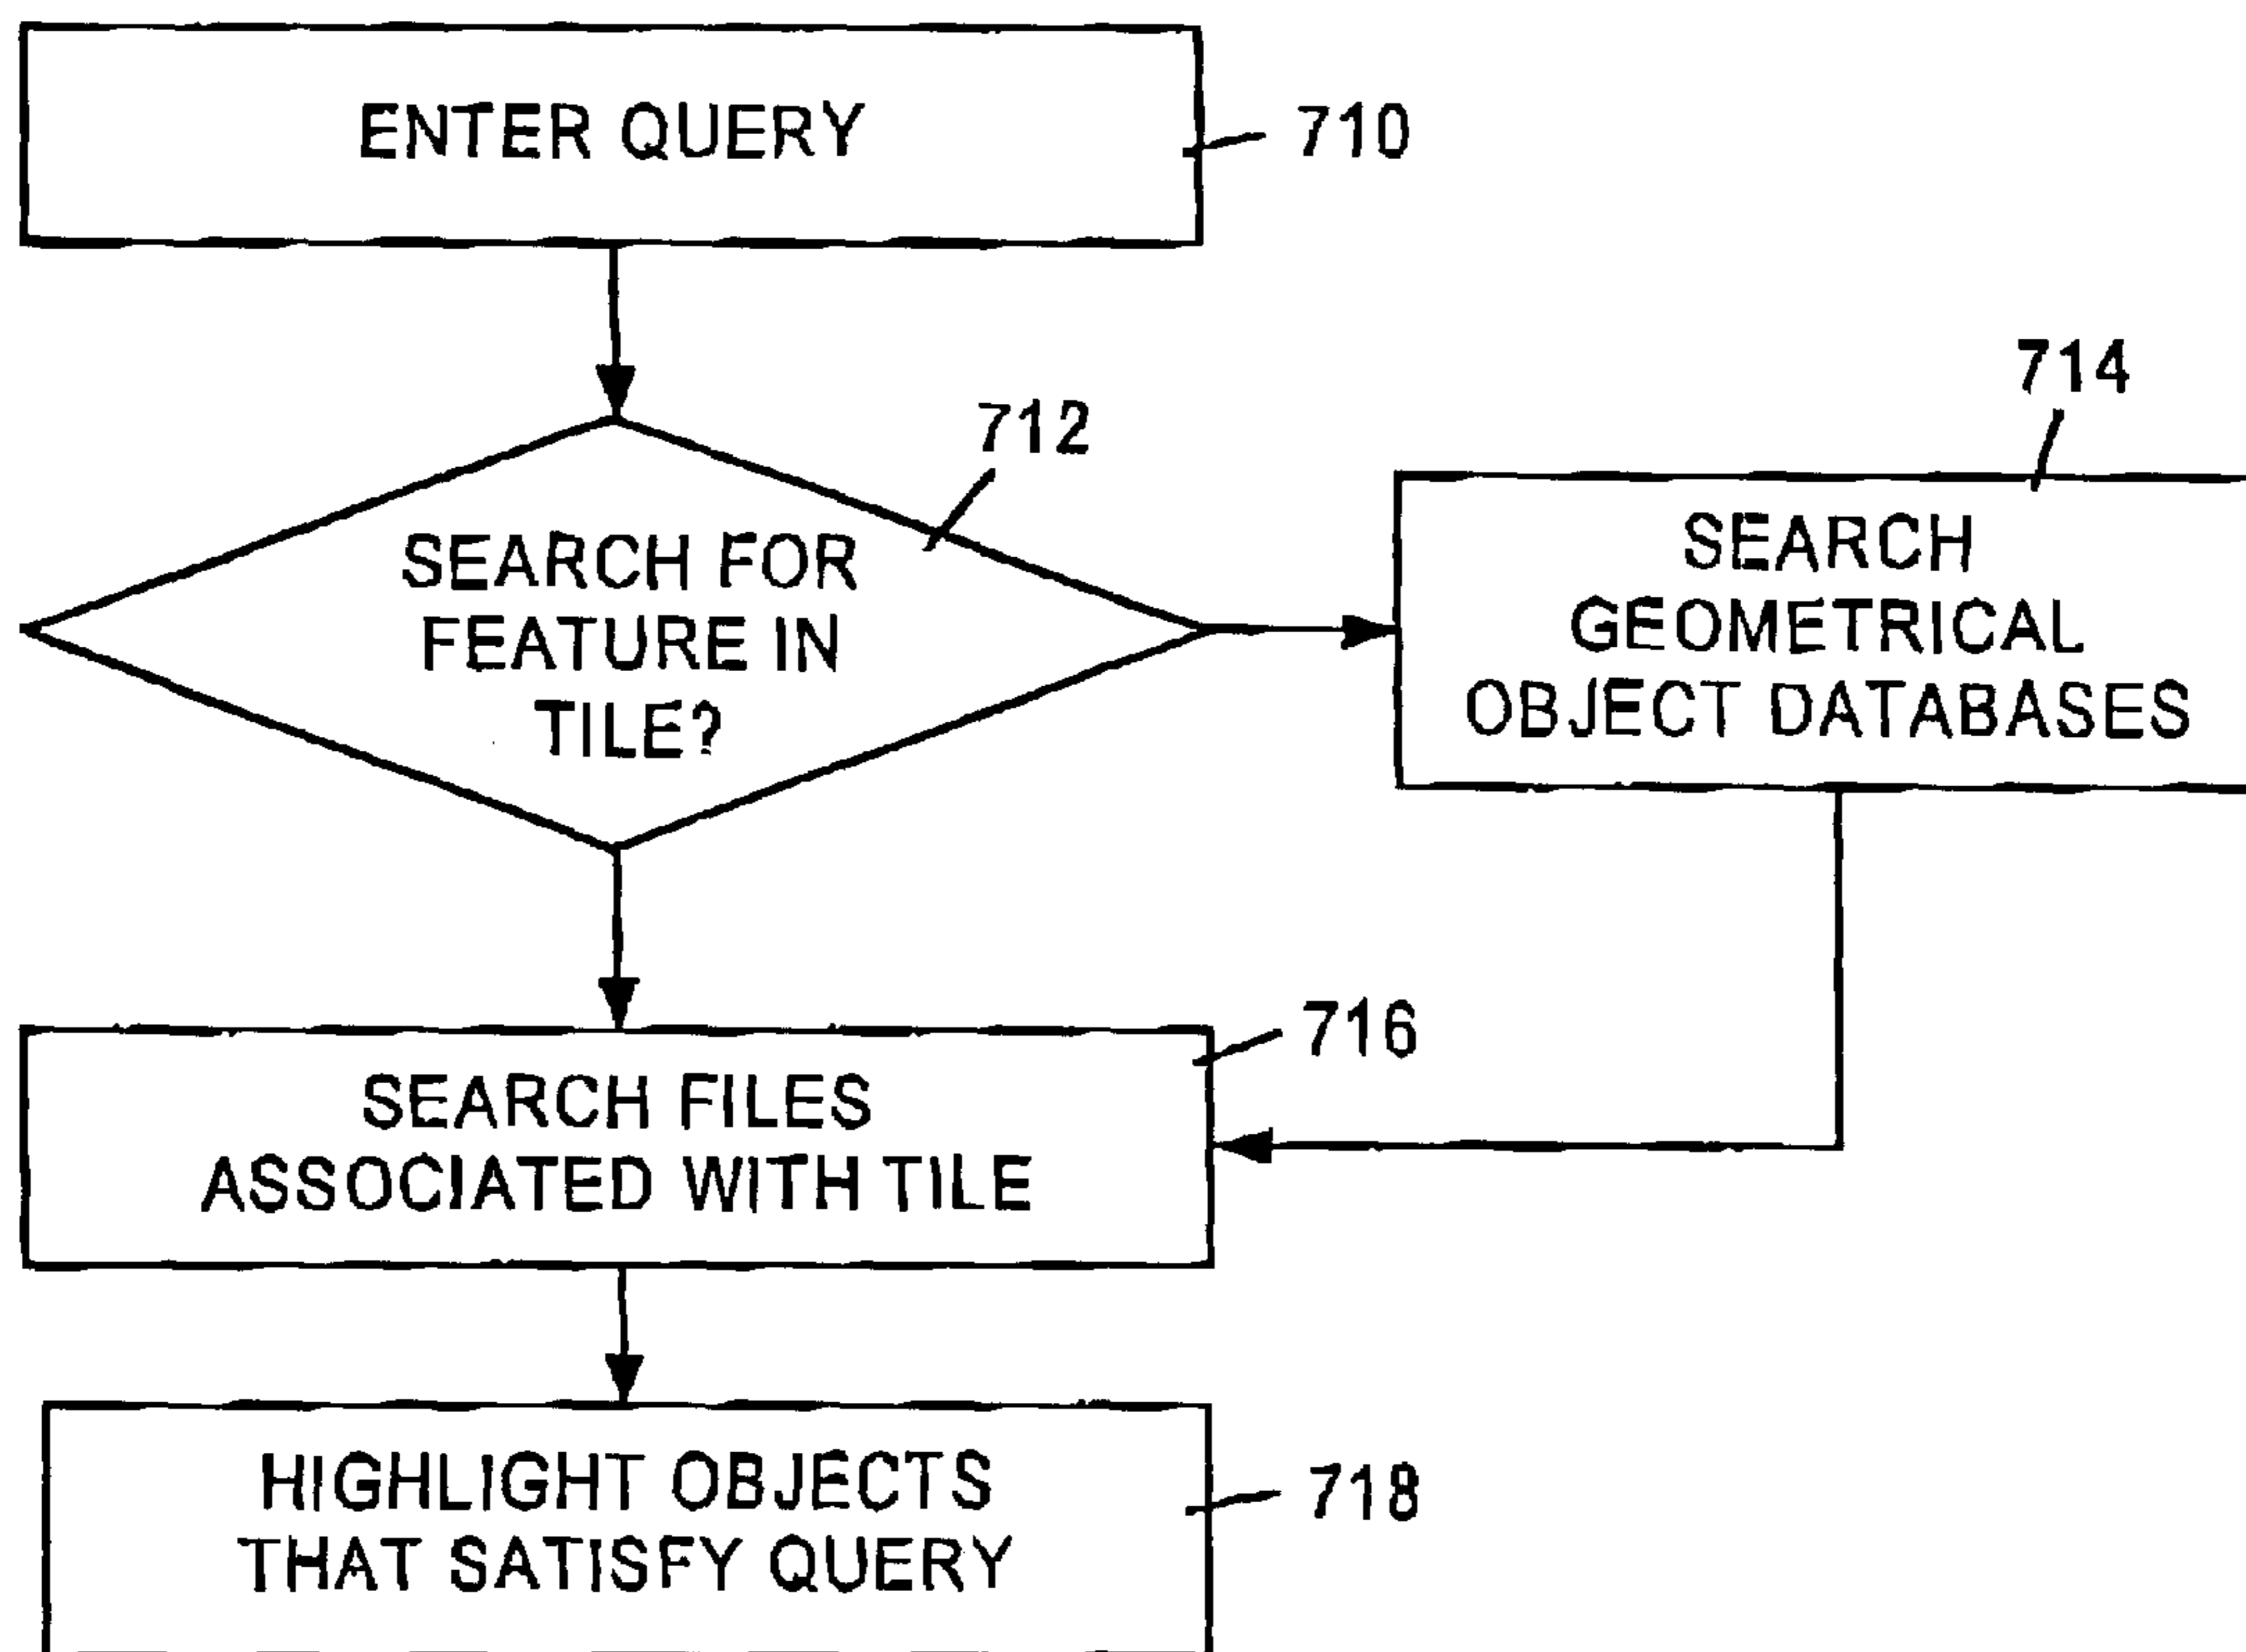 ENTER QUERY
710
712
SEARCH FOR
FEATURE IN
TILE?
714
SEARCH
GEOMETRICAL
OBJECT DATABASES
716
SEARCH FILES
ASSOCIATED WITH TILE
HIGHLIGHT OBJECTS
THAT SATISFY QUERY
718